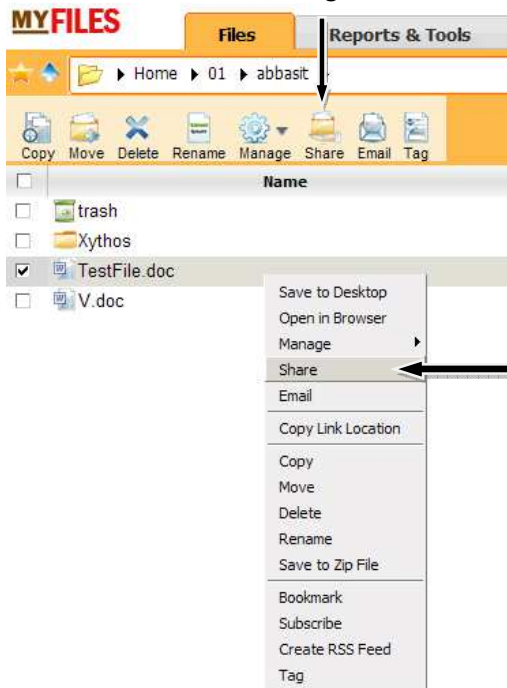 MYFILES
Files
Reports & Tools
Home 01 abbasit
Copy Move Delete Rename Manage Share Email Tag
Name
trash
Xythos
TestFile.doc
V.doc
Save to Desktop
Open in Browser
Manage
Share
Email
Copy Link Location
Copy
Move
Delete
Rename
Save to Zip File
Bookmark
Subscribe
Create RSS Feed
Tag